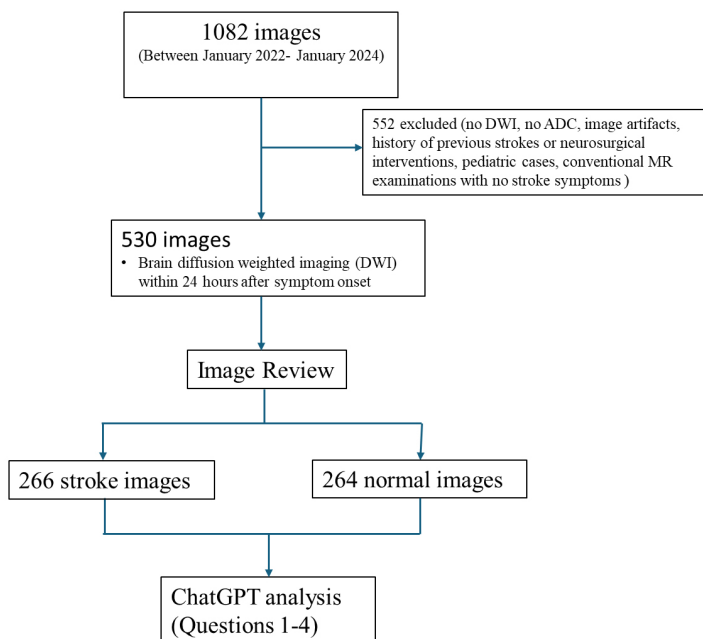 1082 images
(Between January 2022- January 2024)
552 excluded (no DWI, no ADC, image artifacts,
history of previous strokes or neurosurgical
interventions, pediatric cases, conventional MR
examinations with no stroke symptoms )
530 images
• Brain diffusion weighted imaging (DWI)
within 24 hours after symptom onset
Image Review
266 stroke images
264 normal images
ChatGPT analysis
(Questions 1-4)